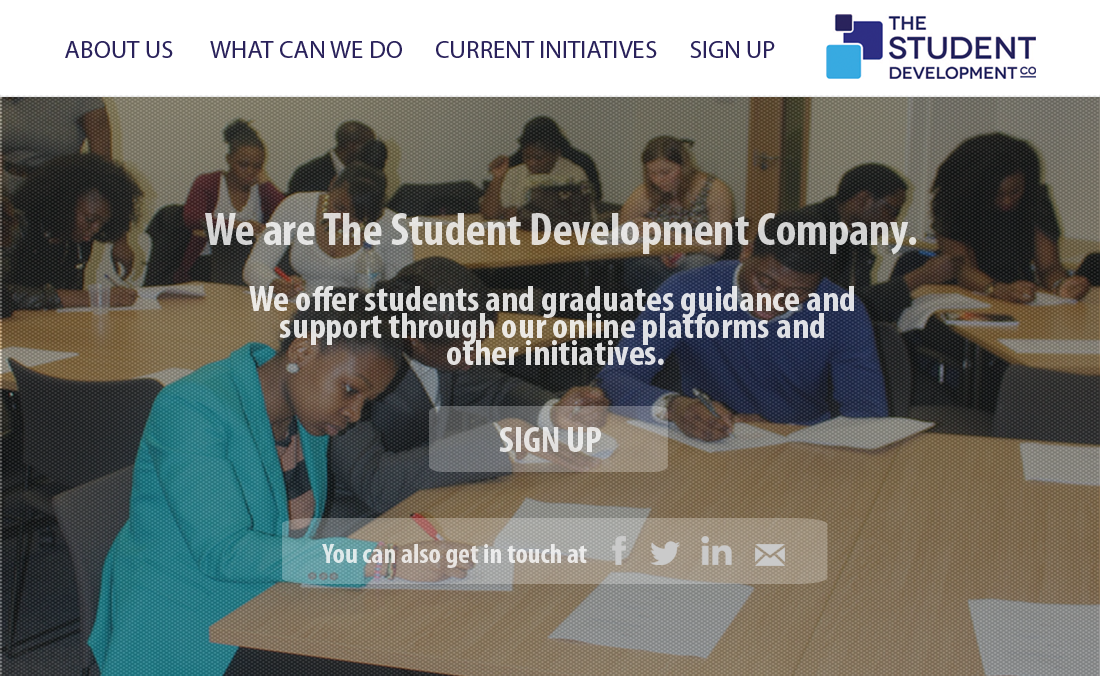 ABOUT US
WHAT CAN WE DO
CURRENT INITIATIVES
SIGN UP
THE
STUDENT
DEVELOPMENT CO
We are The Student Development Company.
We offer students and graduates guidance and
support through our online platforms and
other initiatives.
SIGN UP
You can also get in touch at